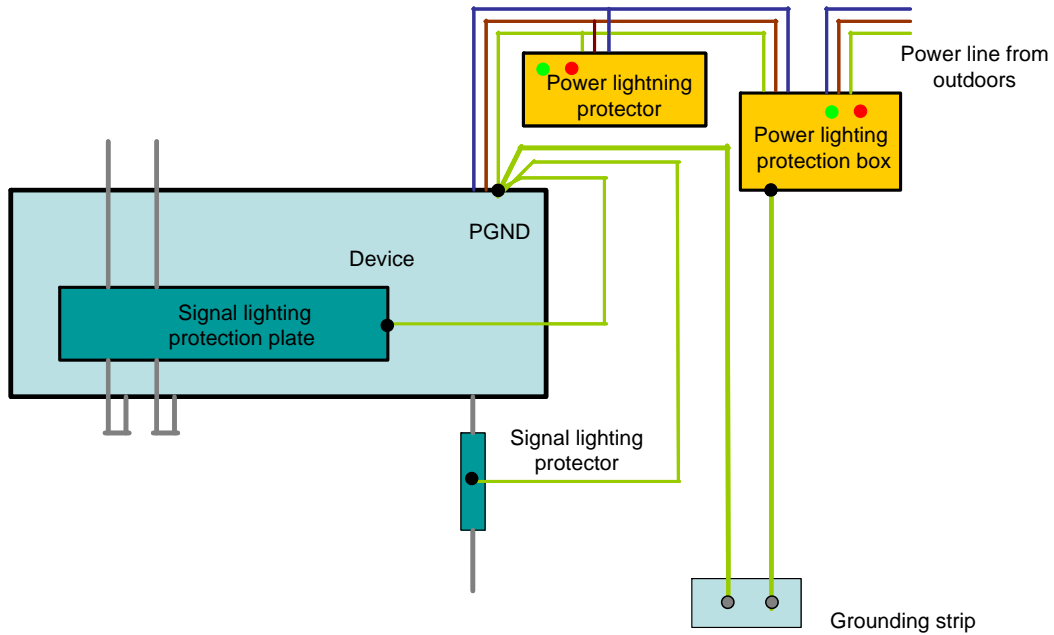 Power line from
outdoors
Power lightning
protector
Power lighting
protection box
PGND
Device
Signal lighting
protection plate
Signal lighting
protector
Grounding strip